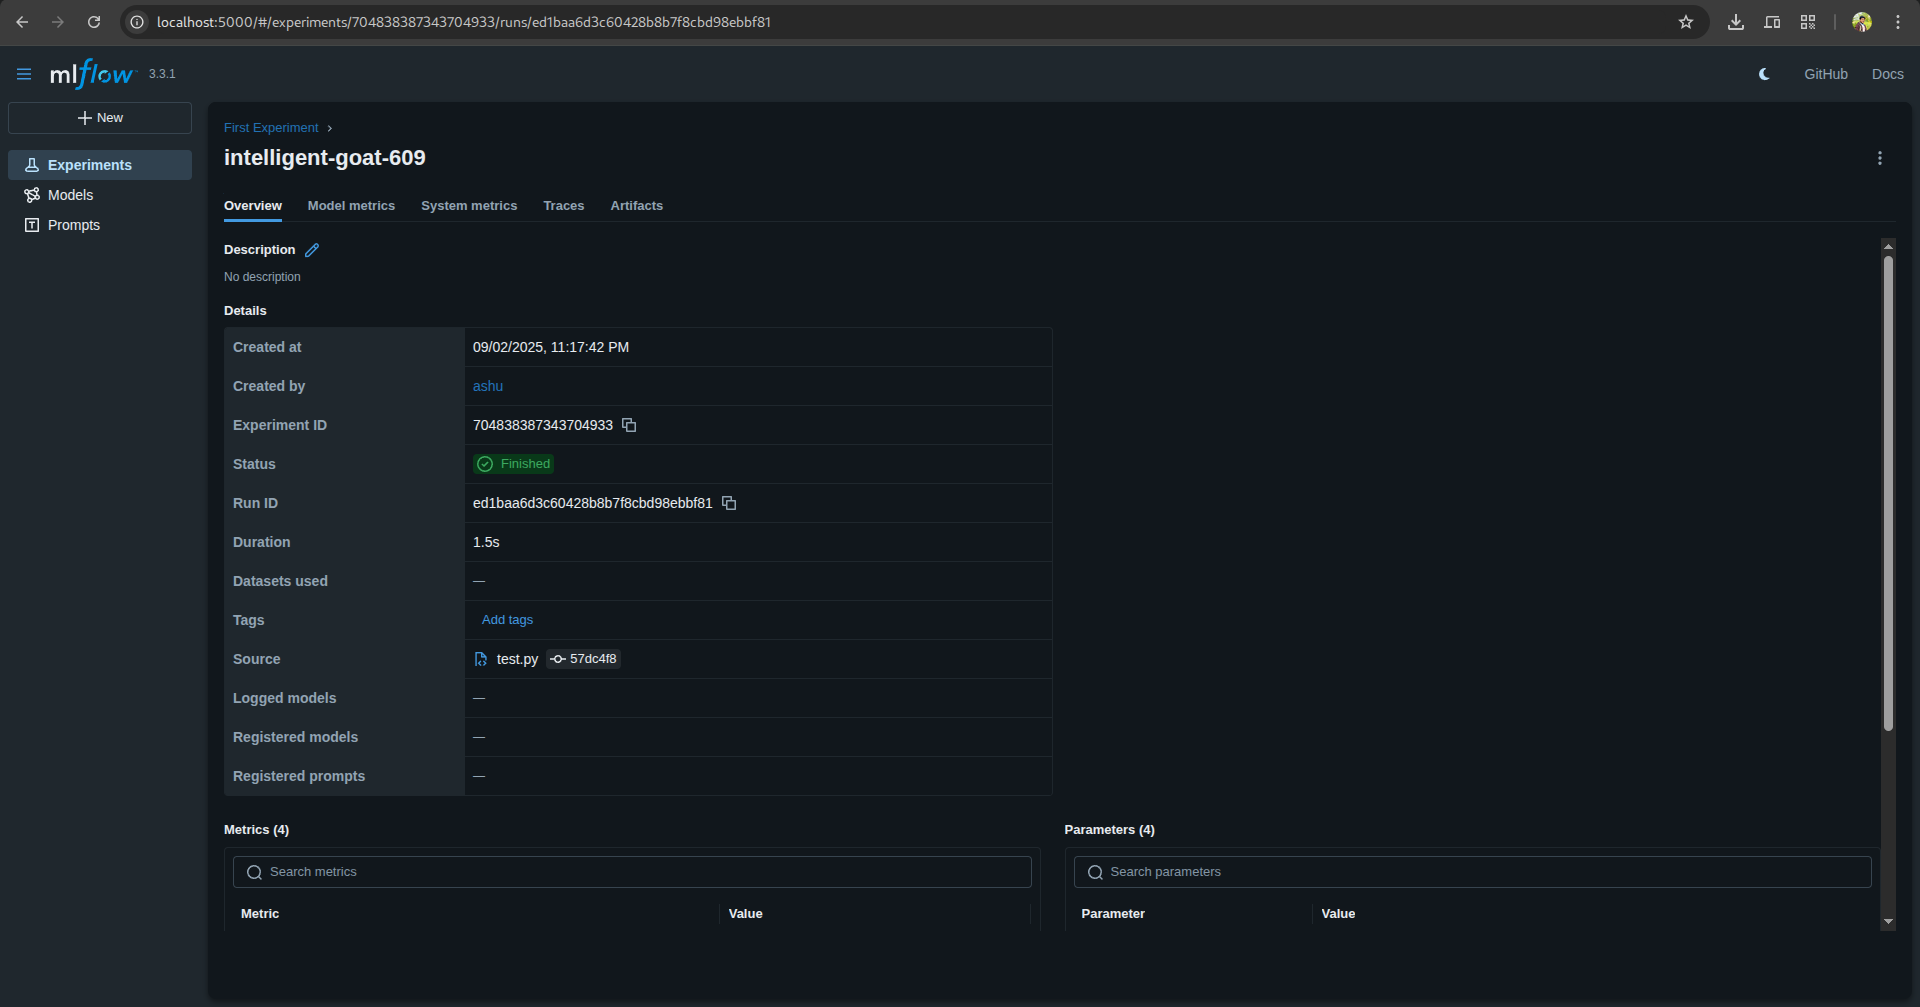 localhost:5000/#/experiments/704838387343704933/runs/ed1baa6d3c60428b8b7f8cbd98ebbf81
mlflow 3.3.1
GitHub Docs
New
Experiments
Models
Prompts
First Experiment
intelligent-goat-609
Overview Model metrics System metrics Traces Artifacts
Description
No description
Details
Created at 09/02/2025, 11:17:42 PM
Created by ashu
Experiment ID 704838387343704933
Status Finished
Run ID ed1baa6d3c60428b8b7f8cbd98ebbf81
Duration 1.5s
Datasets used —
Tags Add tags
Source test.py 57dc4f8
Logged models —
Registered models —
Registered prompts —
Metrics (4) Parameters (4)
Search metrics Search parameters
Metric Value Parameter Value